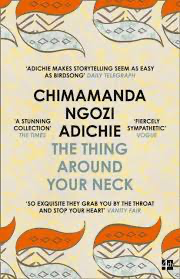 'ADICHIE MAKES STORYTELLING SEEM AS EASY
AS BIRDSONG' DAILY TELEGRAPH
CHIMAMANDA
'A STUNNING
COLLECTION'
THE TIMES
NGOZI
ADICHIE
'FIERCELY
SYMPATHETIC'
VOGUE
THE THING
AROUND
YOUR NECK
'SO EXQUISITE THEY GRAB YOU BY THE THROAT
AND STOP YOUR HEART' VANITY FAIR